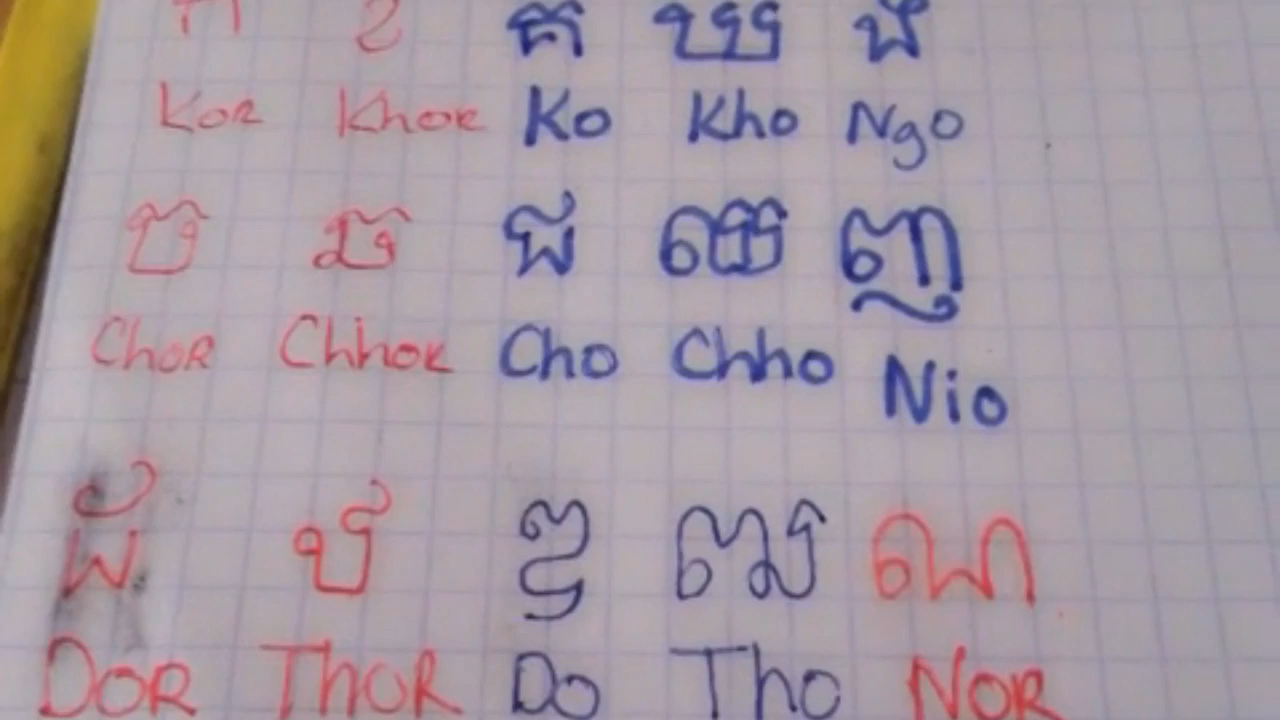 ក ខ គ ឃ ង
Kor Khor Ko Kho Ngo
ច ឆ ជ ឈ ញ
Chor Chhor Cho Chho Nio
ដ ឋ ឌ ឍ ណ
Dor Thor Do Tho Nor